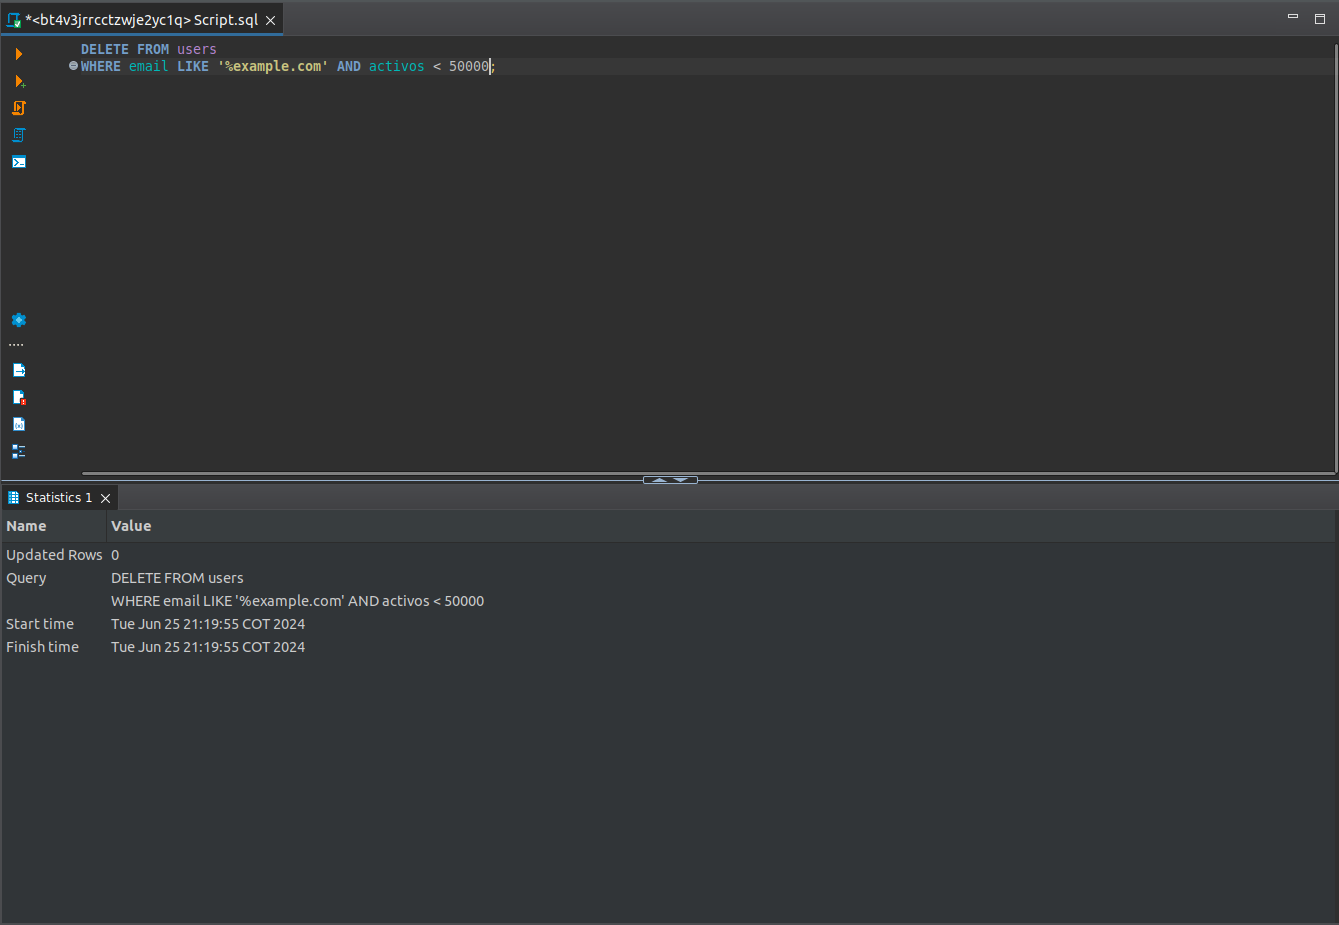 *<bt4v3jrrcctzwje2yc1q> Script.sql
DELETE FROM users
WHERE email LIKE '%example.com' AND activos < 50000;
Statistics 1
Name Value
Updated Rows 0
Query DELETE FROM users
WHERE email LIKE '%example.com' AND activos < 50000
Start time Tue Jun 25 21:19:55 COT 2024
Finish time Tue Jun 25 21:19:55 COT 2024